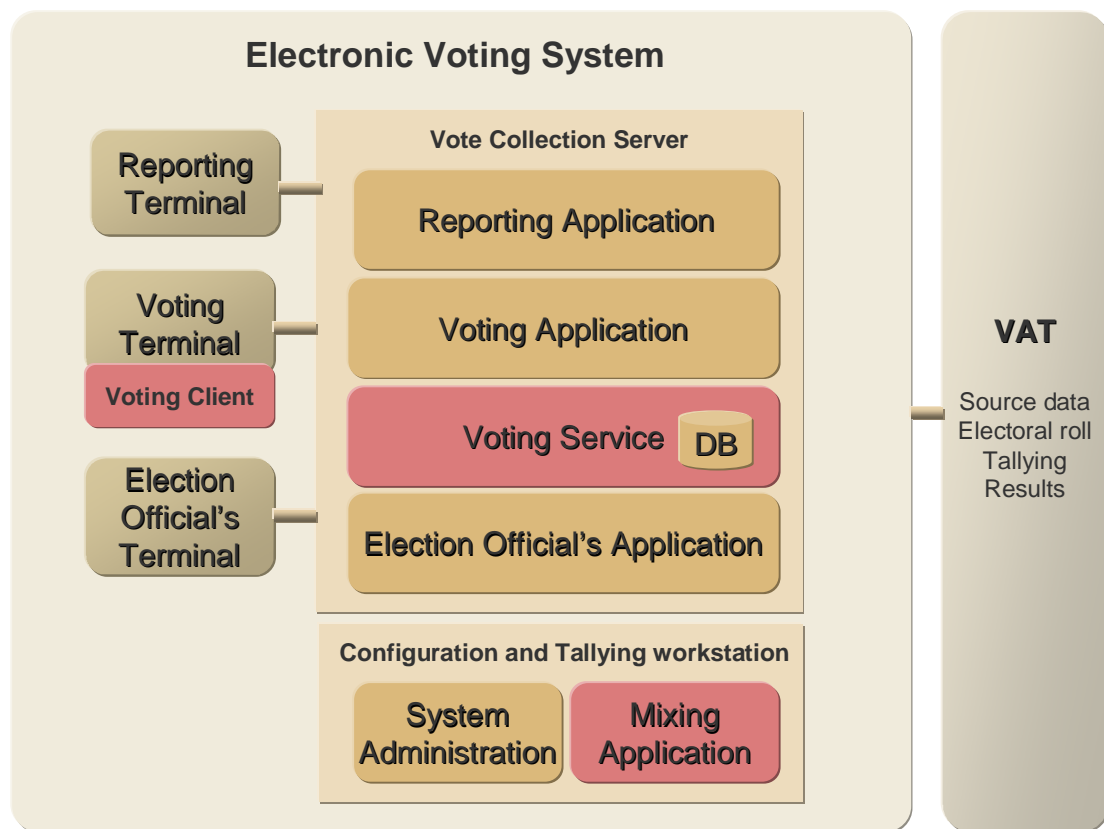 Electronic Voting System
Vote Collection Server
Reporting
Terminal
Reporting Application
Voting
Terminal
Voting Client
Voting Application
Voting Service
DB
Election
Official’s
Terminal
Election Official’s Application
Configuration and Tallying workstation
System
Administration
Mixing
Application
VAT
Source data
Electoral roll
Tallying
Results